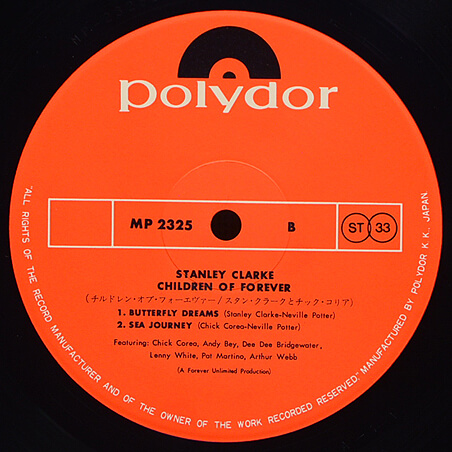 polydor
MP 2325
B
ST 33
STANLEY CLARKE
CHILDREN OF FOREVER
(チルドレン・オブ・フォーエヴァー/スタン・クラークとチック・コリア)
1. BUTTERFLY DREAMS (Stanley Clarke-Neville Potter)
2. SEA JOURNEY (Chick Corea-Neville Potter)
Featuring: Chick Corea, Andy Bey, Dee Dee Bridgewater,
Lenny White, Pat Martino, Arthur Webb
(A Forever Unlimited Production)
"ALL RIGHTS OF THE RECORD MANUFACTURER AND OF THE OWNER OF THE WORK RECORDED RESERVED." MANUFACTURED BY POLYDOR K.K. JAPAN.